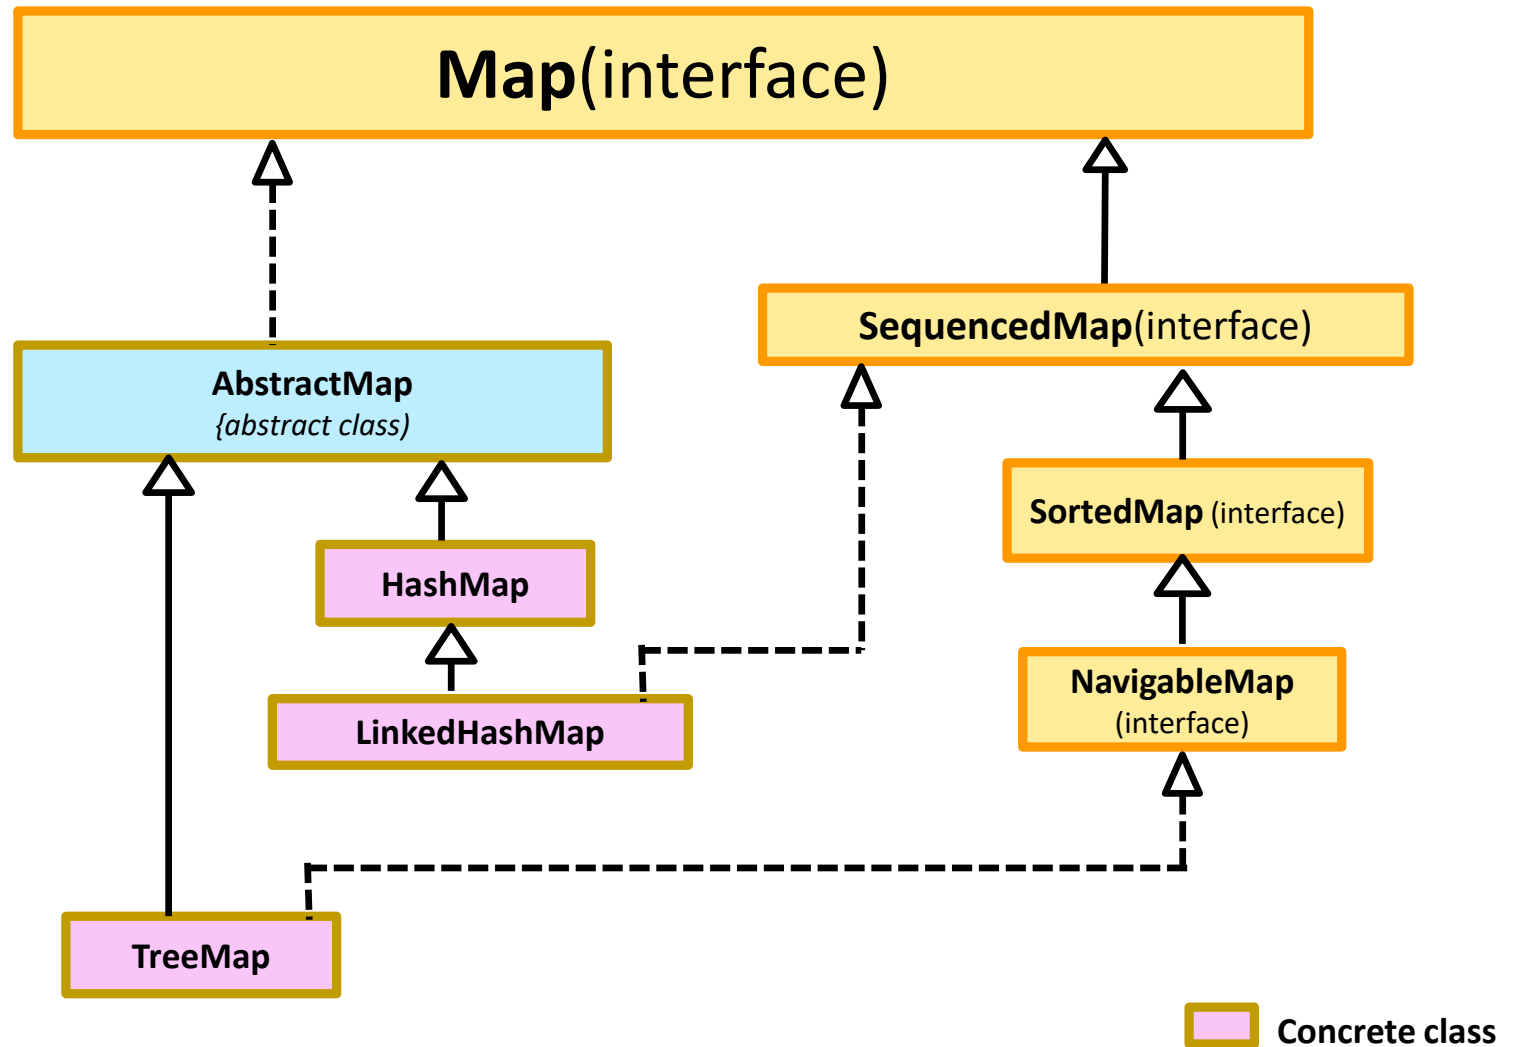 Map(interface)
SequencedMap(interface)
AbstractMap
{abstract class)
SortedMap (interface)
HashMap
NavigableMap
(interface)
LinkedHashMap
TreeMap
Concrete class